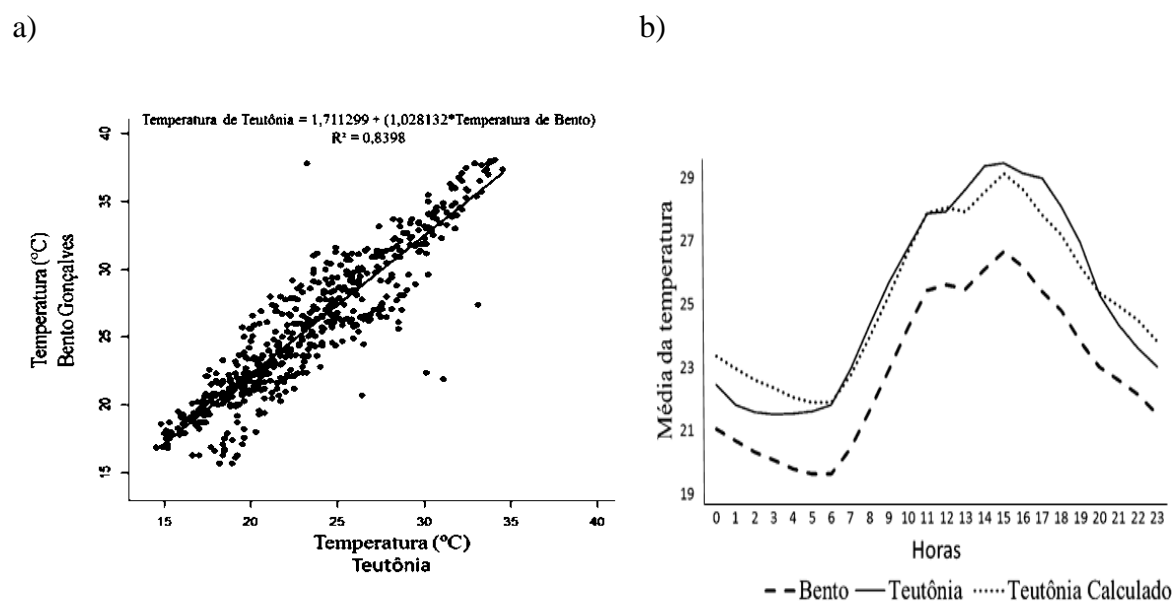 a)
b)
Temperatura de Teutônia = 1,711299 + (1,028132*Temperatura de Bento)
R² = 0,8398
Temperatura (°C)
Bento Gonçalves
40
35
30
25
20
15
15 20 25 30 35 40
Temperatura (ºC)
Teutônia
Média da temperatura
29
27
25
23
21
19
0 1 2 3 4 5 6 7 8 9 10 11 12 13 14 15 16 17 18 19 20 21 22 23
Horas
Bento Teutônia Teutônia Calculado